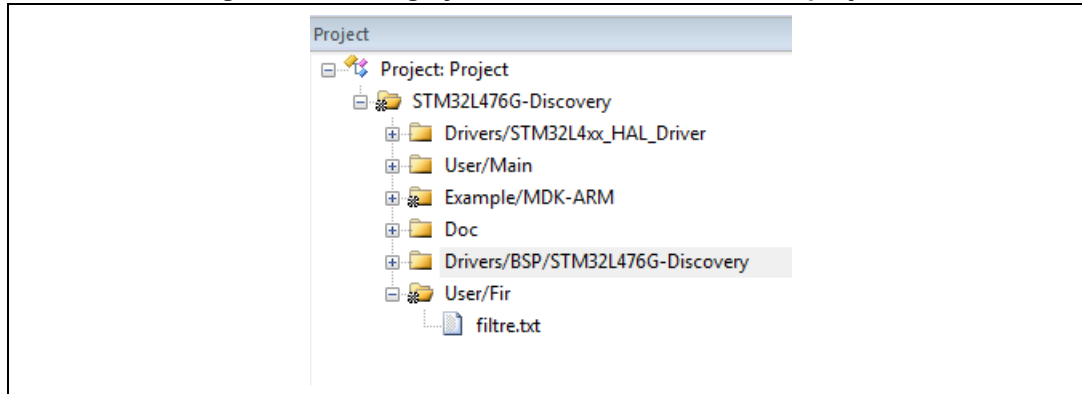 Project
Project: Project
STM32L476G-Discovery
Drivers/STM32L4xx_HAL_Driver
User/Main
Example/MDK-ARM
Doc
Drivers/BSP/STM32L476G-Discovery
User/Fir
filtre.txt